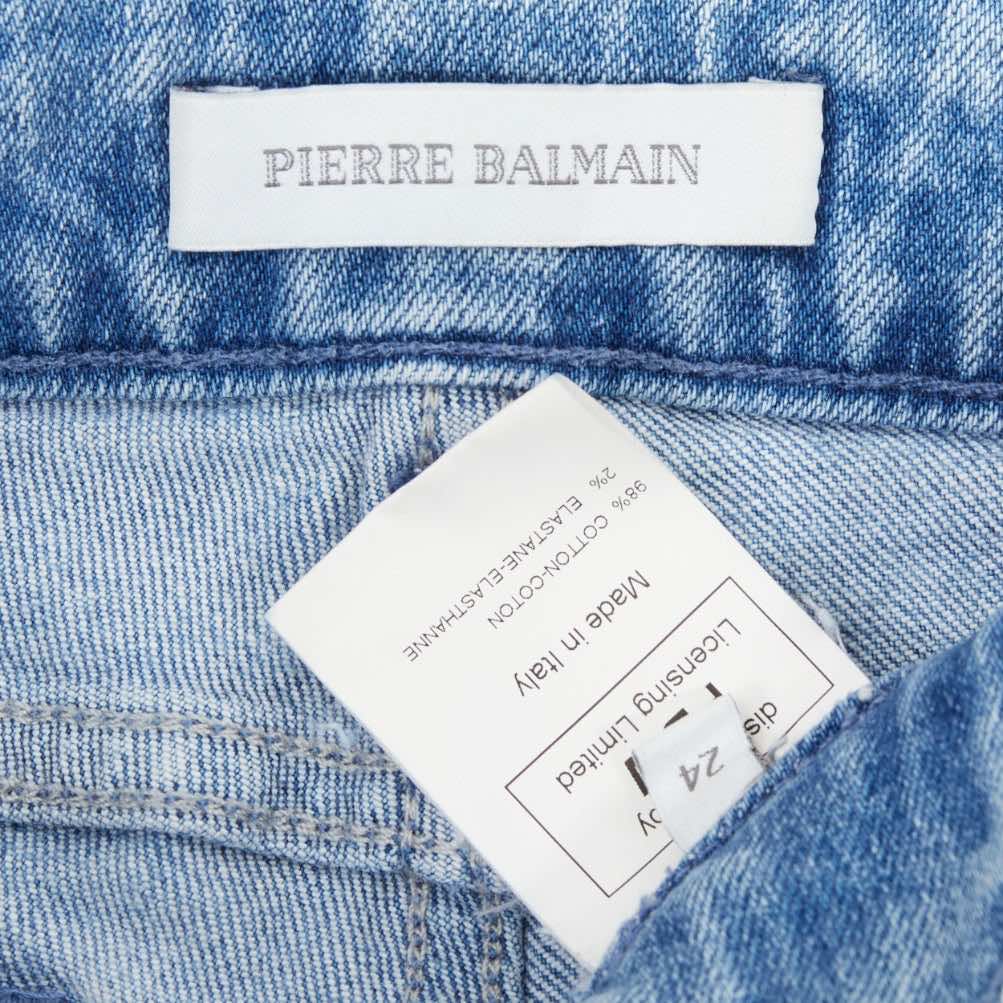 PIERRE BALMAIN
98% COTTON-COTON
2% ELASTANE-ELASTHANNE
Made in Italy
Licensing Limited
24